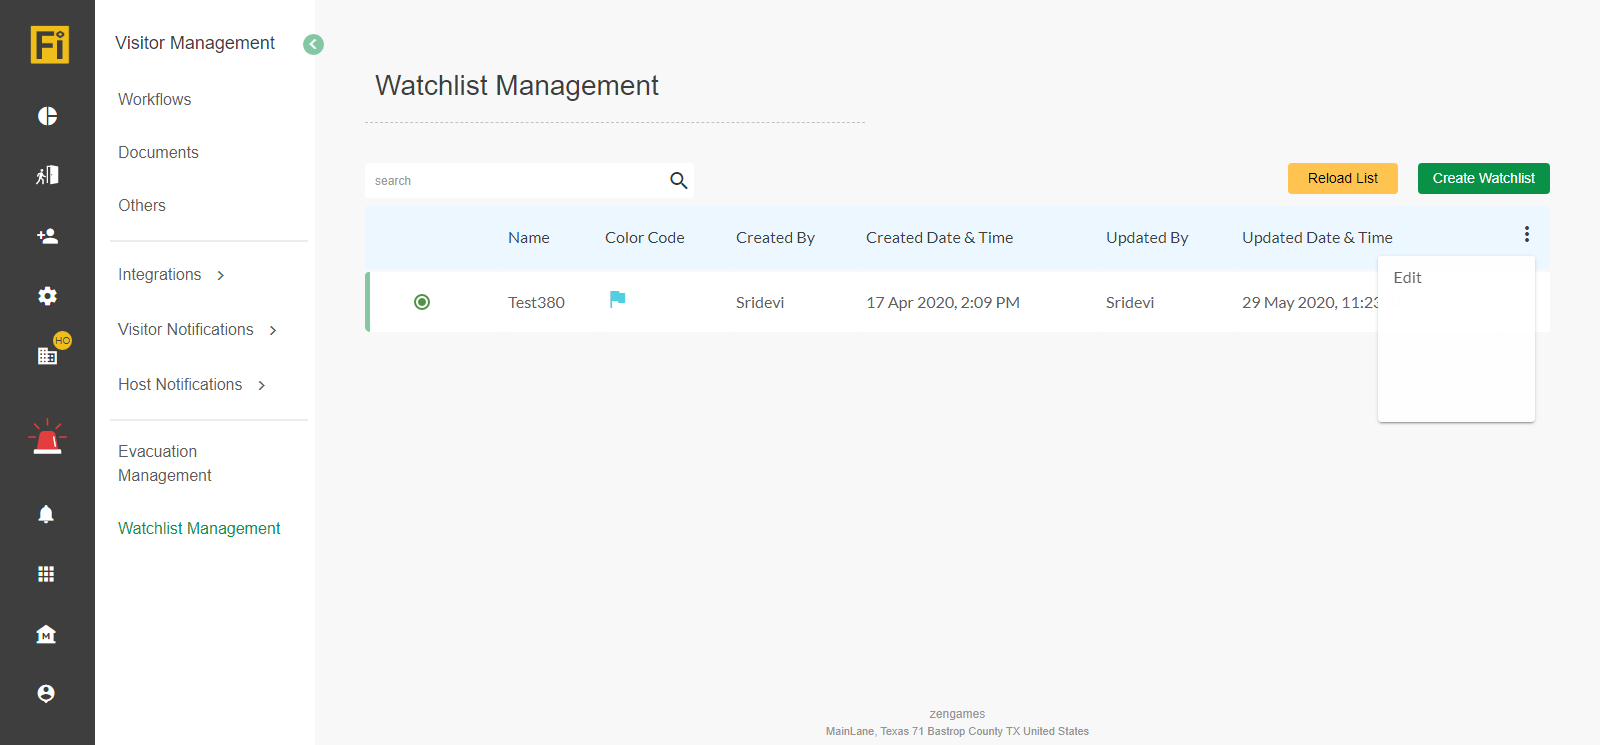 Fi
Visitor Management
Workflows
Documents
Others
Integrations
Visitor Notifications
Host Notifications
Evacuation
Management
Watchlist Management
HO
M
Watchlist Management
search
Reload List
Create Watchlist
Name Color Code Created By Created Date & Time Updated By Updated Date & Time
Test380 Sridevi 17 Apr 2020, 2:09 PM Sridevi 29 May 2020, 11:23
Edit
zengames
MainLane, Texas 71 Bastrop County TX United States